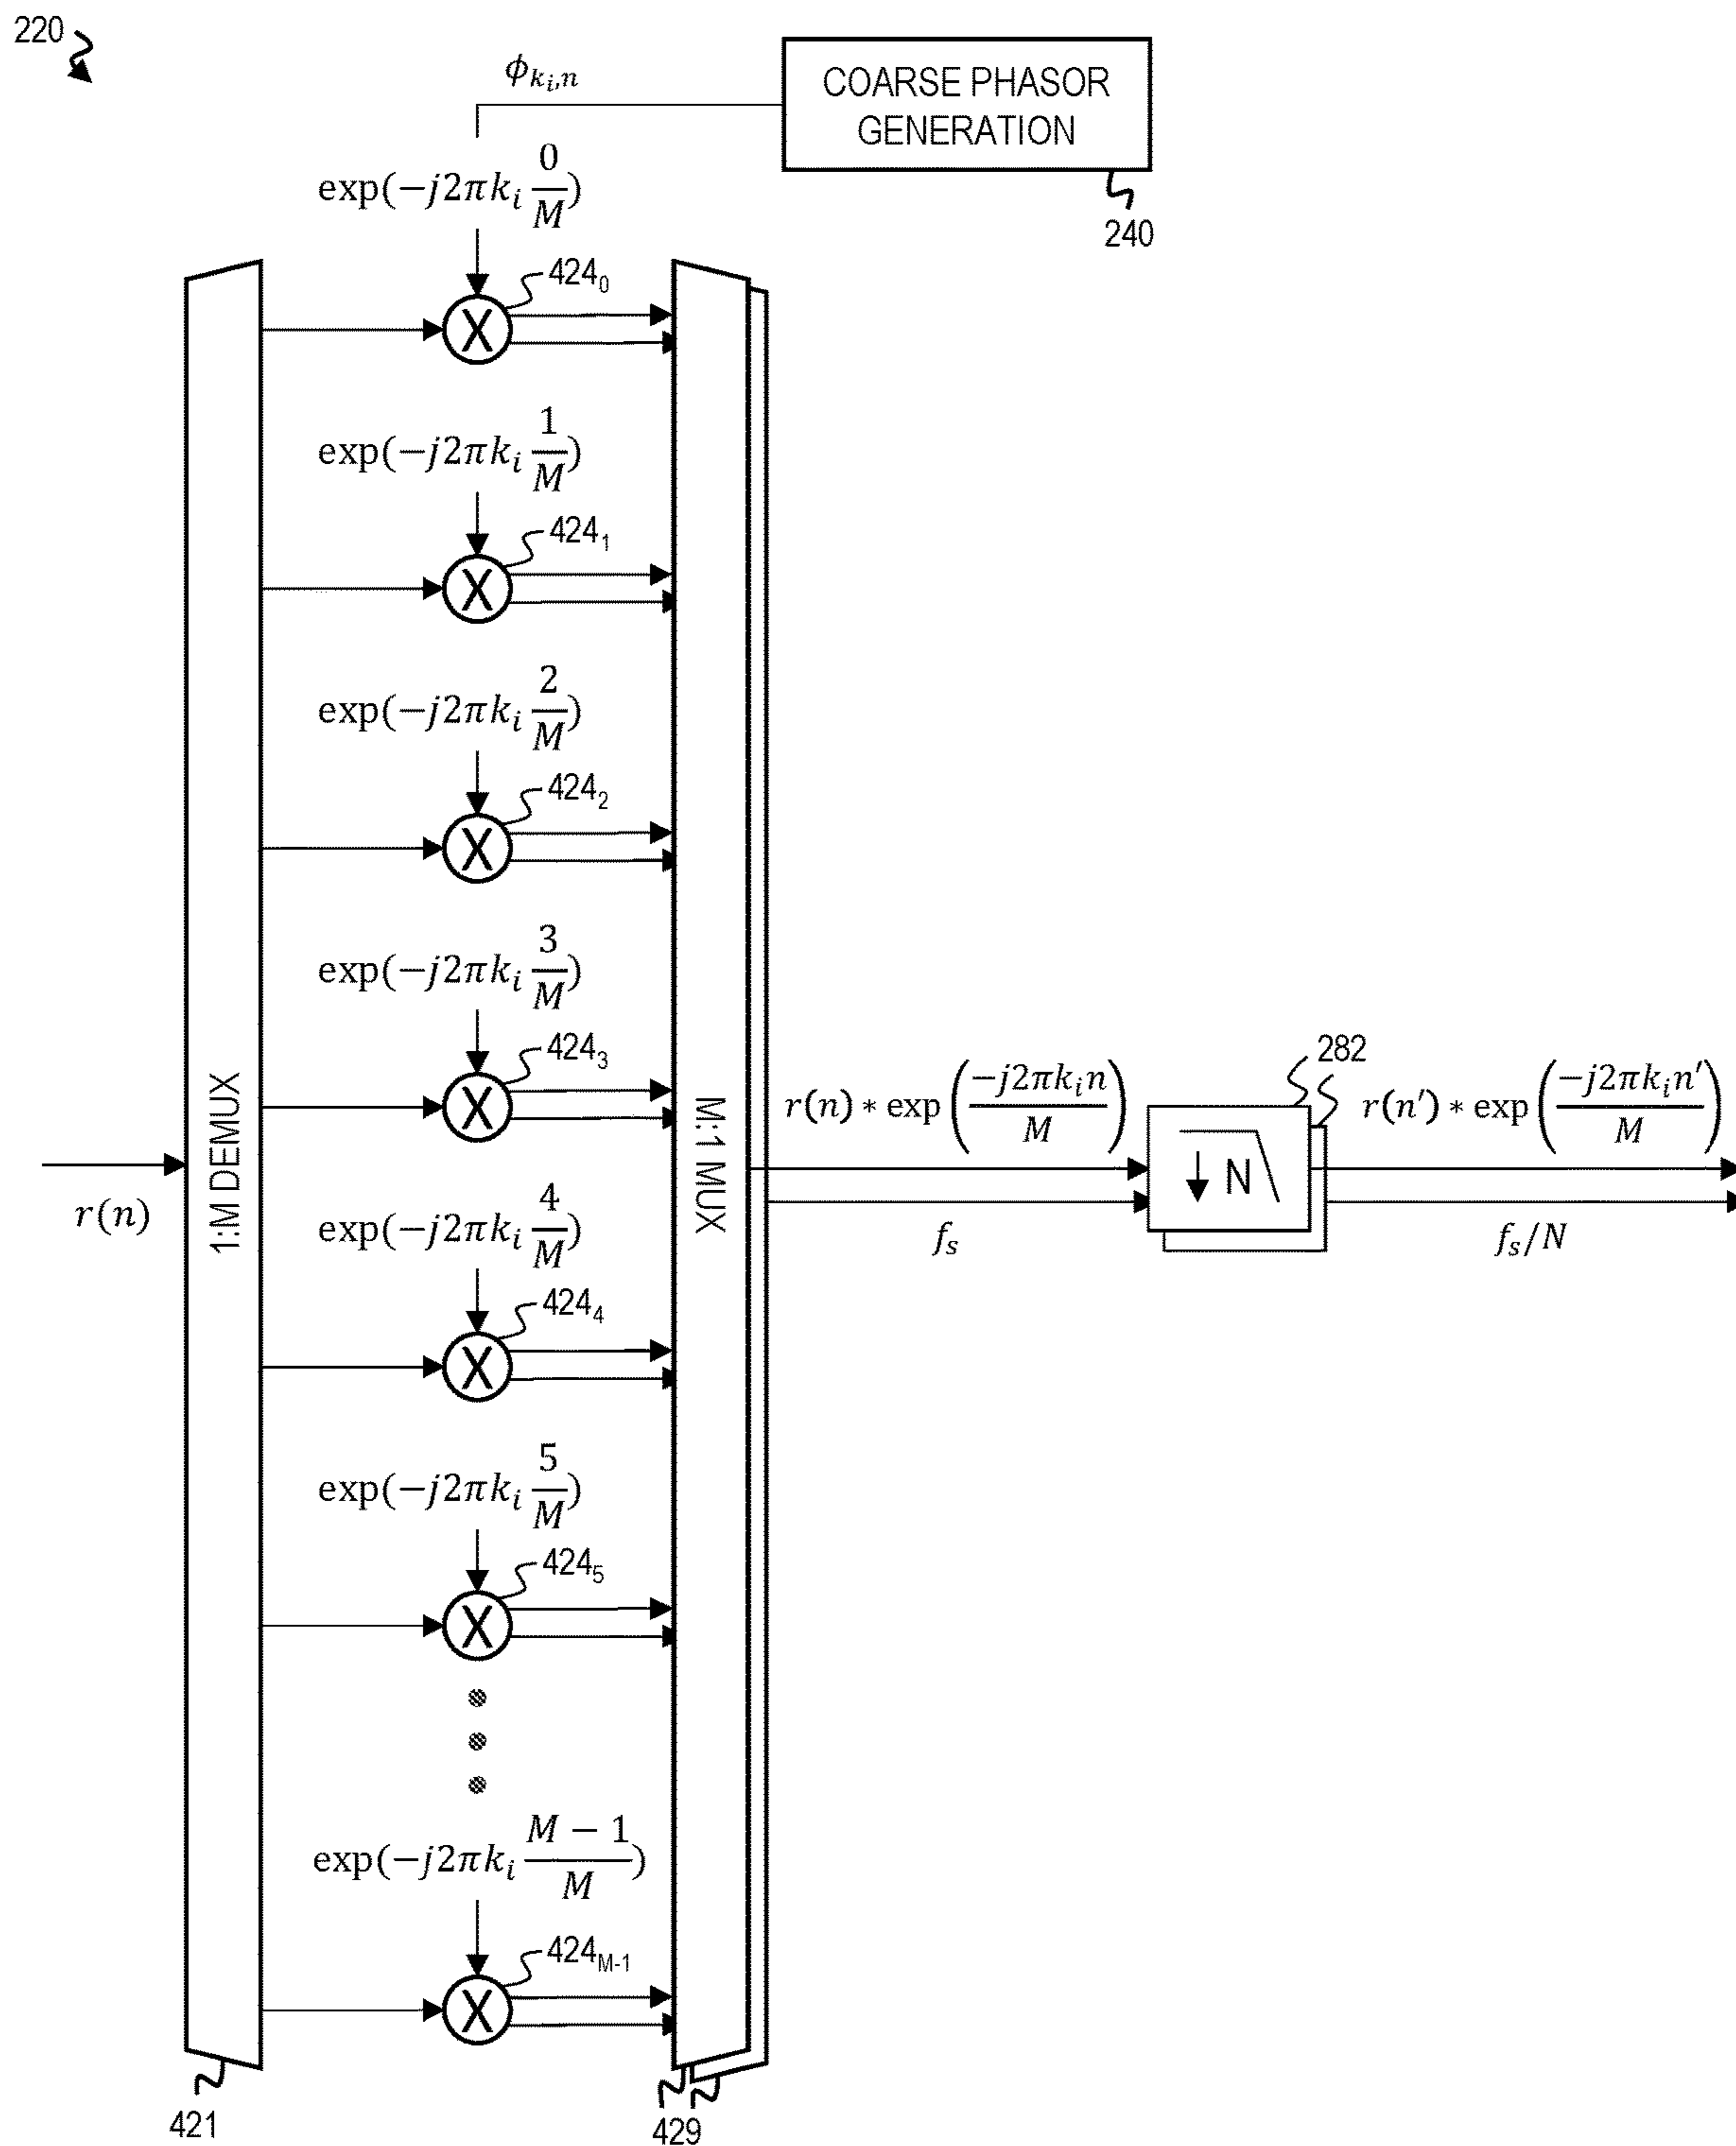 220
ϕ_{k_i,n}
COARSE PHASOR
GENERATION
240
exp(−j2πk_i 0/M)
424_0
exp(−j2πk_i 1/M)
424_1
exp(−j2πk_i 2/M)
424_2
exp(−j2πk_i 3/M)
424_3
exp(−j2πk_i 4/M)
424_4
exp(−j2πk_i 5/M)
424_5
exp(−j2πk_i (M − 1)/M)
424_{M-1}
X
X
X
X
X
X
X
r(n)
1:M DEMUX
421
M:1 MUX
429
r(n) ∗ exp(−j2πk_i n/M)
f_s
282
↓ N
r(n′) ∗ exp(−j2πk_i n′/M)
f_s/N